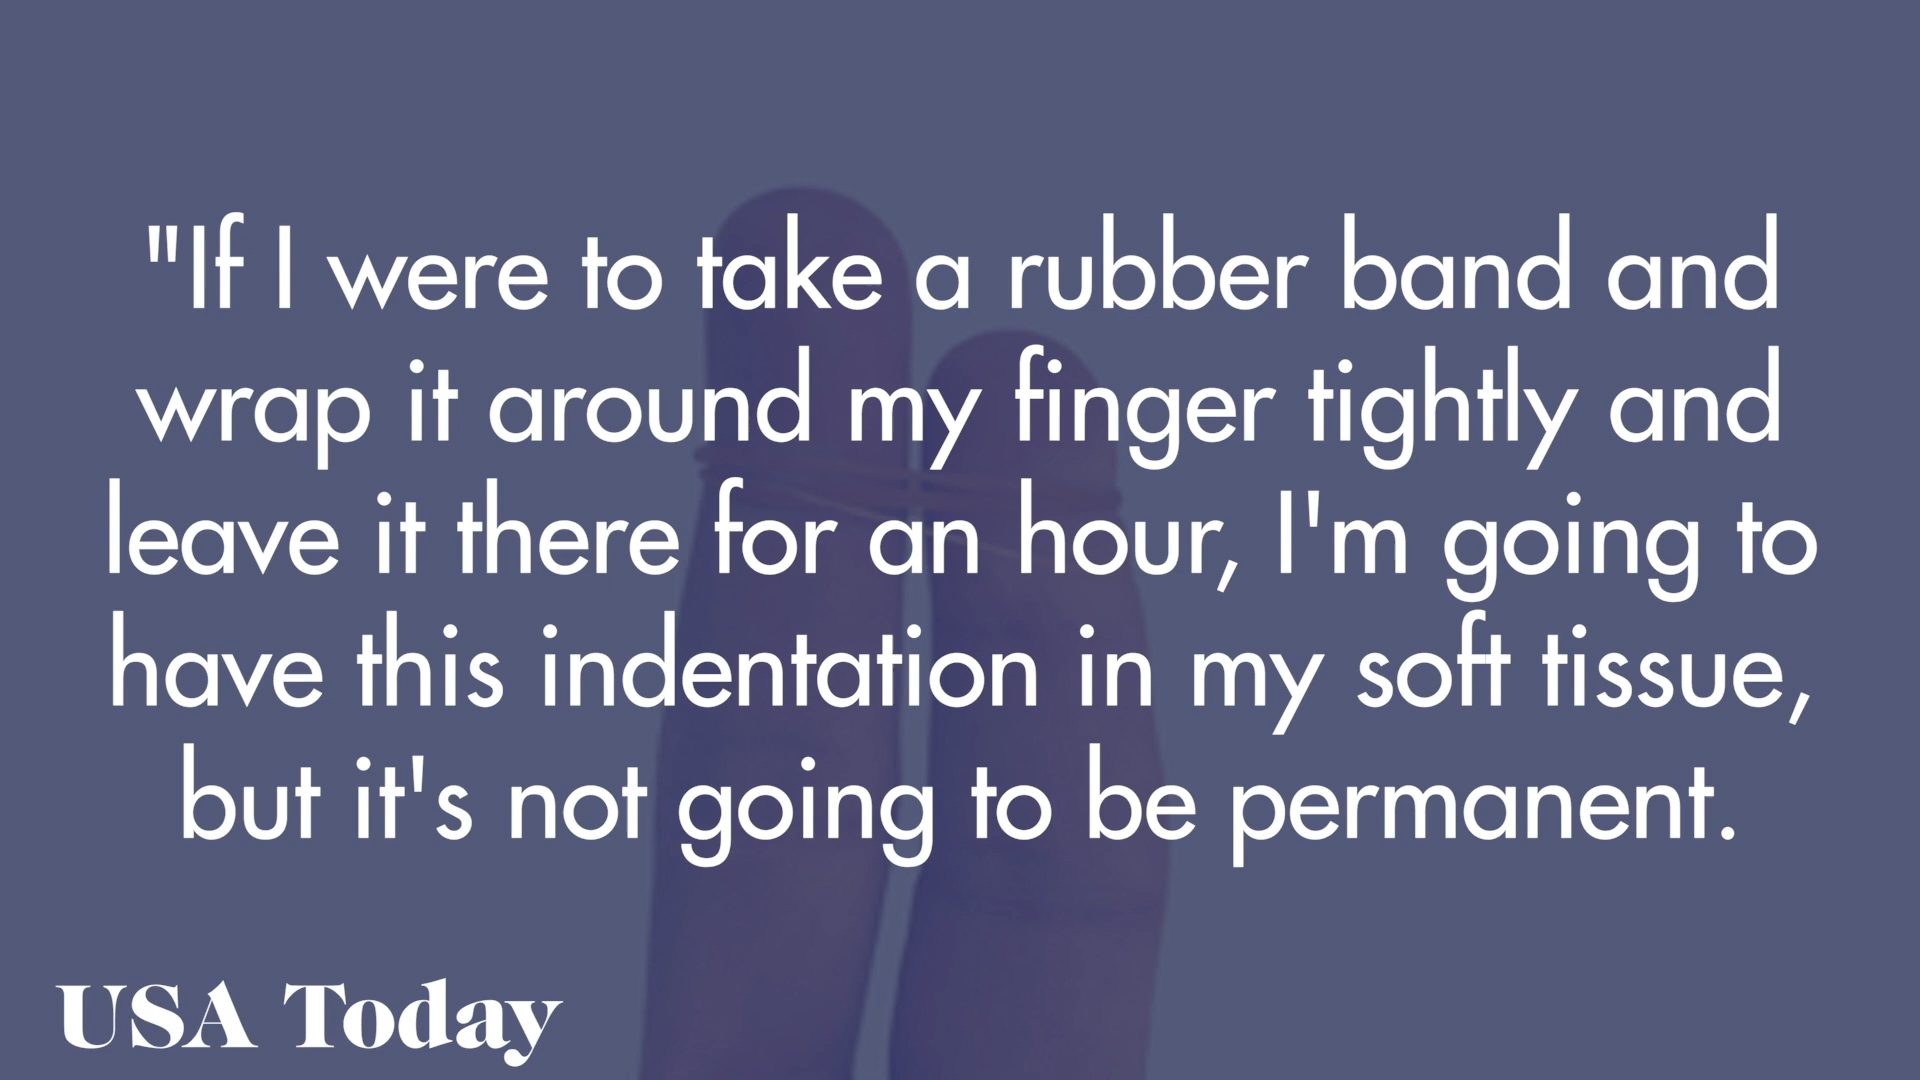 "If I were to take a rubber band and
wrap it around my finger tightly and
leave it there for an hour, I'm going to
have this indentation in my soft tissue,
but it's not going to be permanent.
USA Today